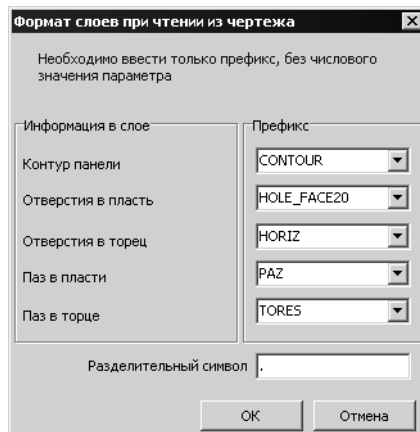 Формат слоев при чтении из чертежа
Необходимо ввести только префикс, без числового
значения параметра
Информация в слое
Префикс
Контур панели
CONTOUR
Отверстия в пласть
HOLE_FACE20
Отверстия в торец
HORIZ
Паз в пласти
PAZ
Паз в торце
TORES
Разделительный символ .
OK
Отмена